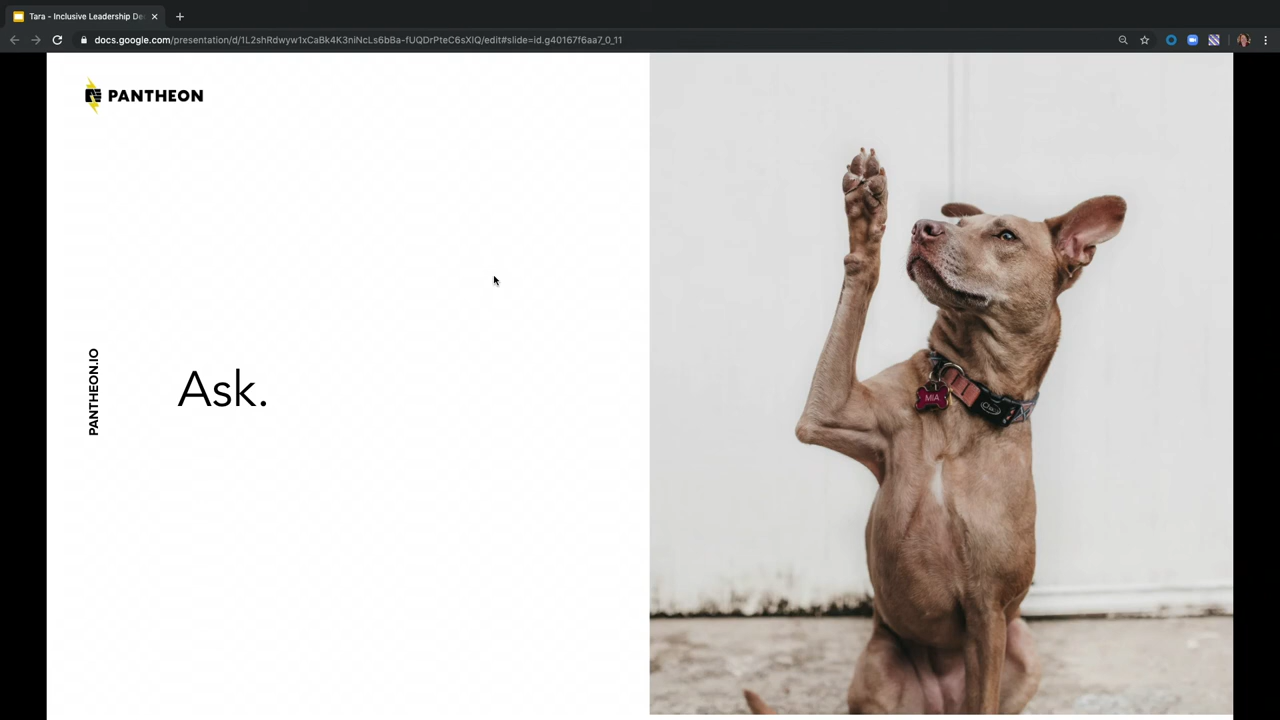 Tara - Inclusive Leadership De
docs.google.com/presentation/d/1L2shRdwyw1xCaBk4K3niNcLs6bBa-fUQDrPteC6sXIQ/edit#slide=id.g40167f6aa7_0_11
PANTHEON
PANTHEON.IO
Ask.
MIA